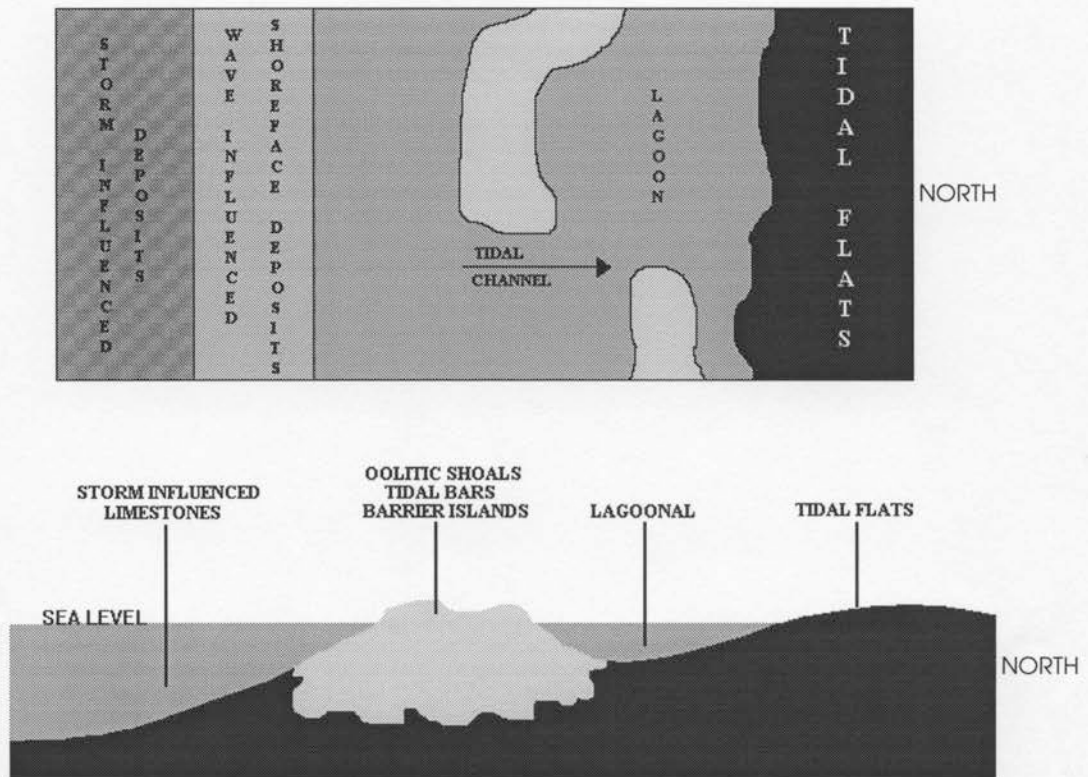 STORM INFLUENCED
DEPOSITS
WAVE INFLUENCED
SHOREFACE DEPOSITS
LAGOON
TIDAL FLATS
NORTH
TIDAL
CHANNEL
OOLITIC SHOALS
TIDAL BARS
BARRIER ISLANDS
STORM INFLUENCED
LIMESTONES
LAGOONAL
TIDAL FLATS
SEA LEVEL
NORTH